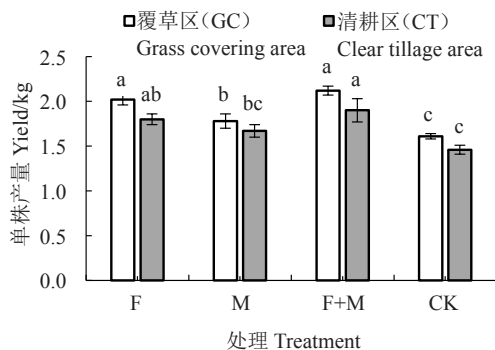 覆草区（GC） 清耕区（CT）
Grass covering area Clear tillage area
单株产量 Yield/kg
2.5
2.0
1.5
1.0
0.5
0.0
a ab b bc a a c c
F M F+M CK
处理 Treatment